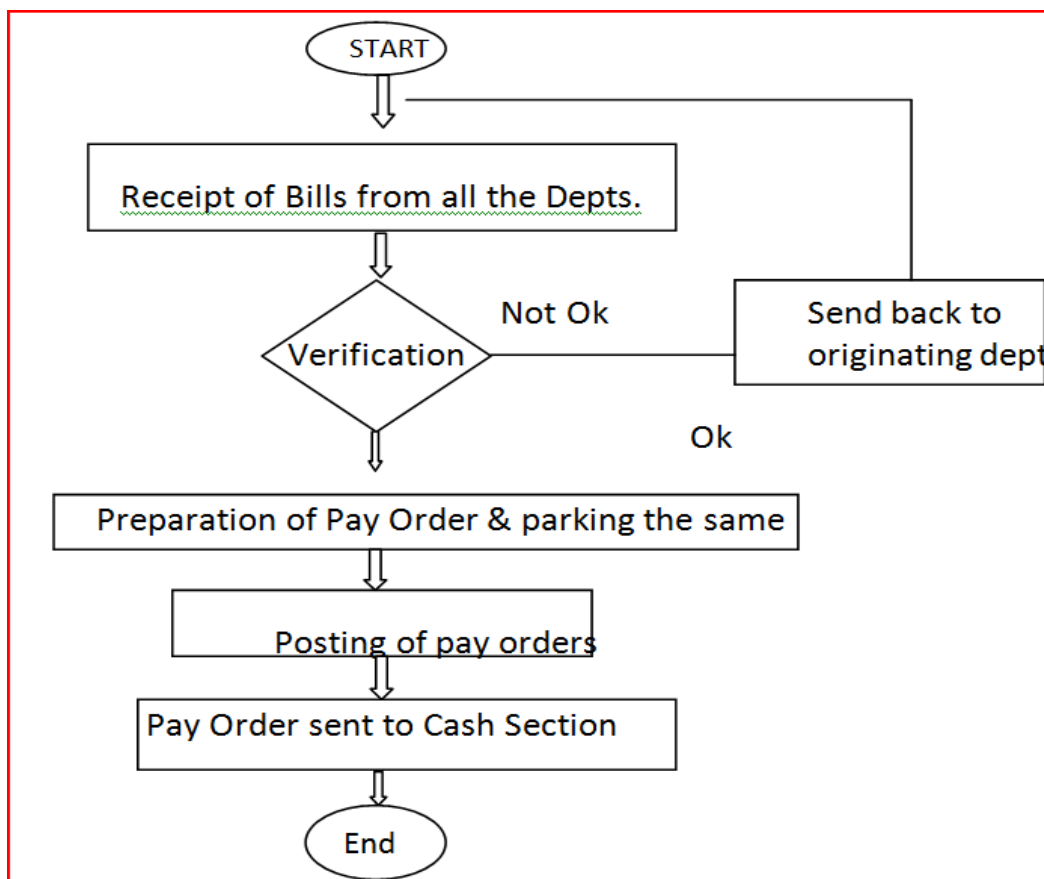 START
Receipt of Bills from all the Depts.
Not Ok
Verification
Send back to
originating dept
Ok
Preparation of Pay Order & parking the same
Posting of pay orders
Pay Order sent to Cash Section
End